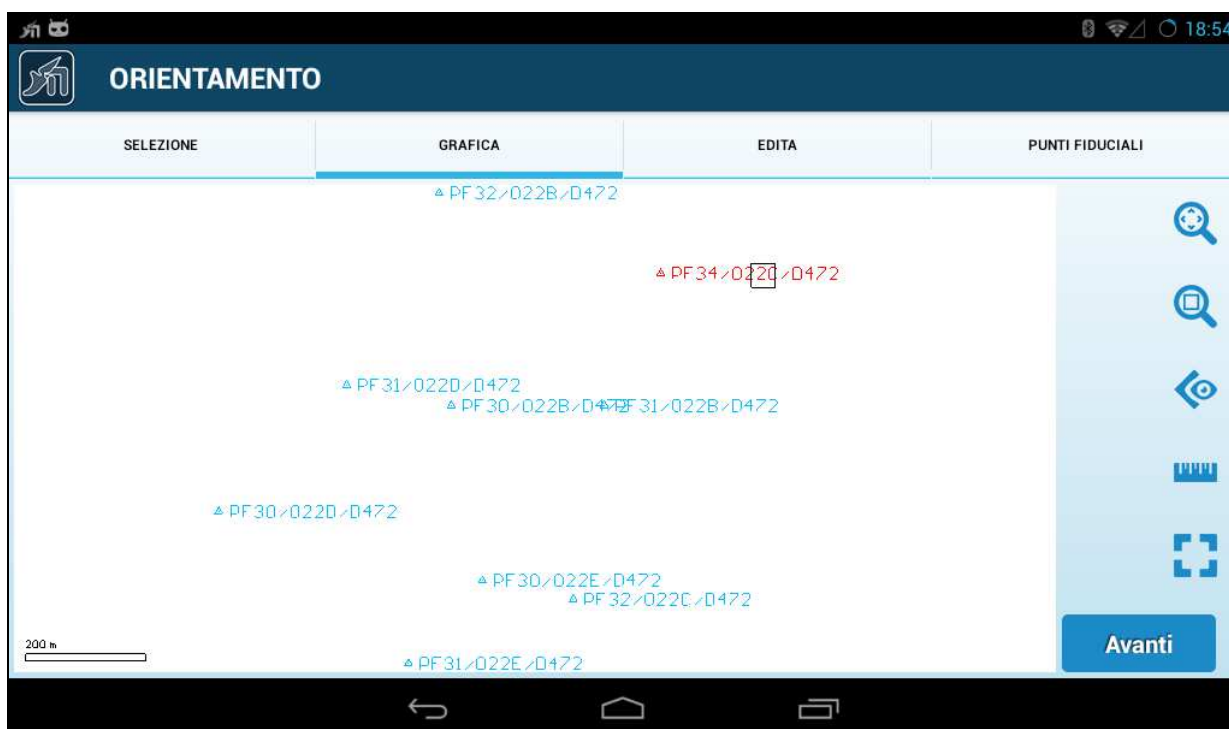 18:54
ORIENTAMENTO
SELEZIONE
GRAFICA
EDITA
PUNTI FIDUCIALI
PF32/022B/D472
PF34/022C/D472
PF31/022D/D472
PF30/022B/D472
PF31/022B/D472
PF30/022D/D472
PF30/022E/D472
PF32/022C/D472
200 m
PF31/022E/D472
Avanti